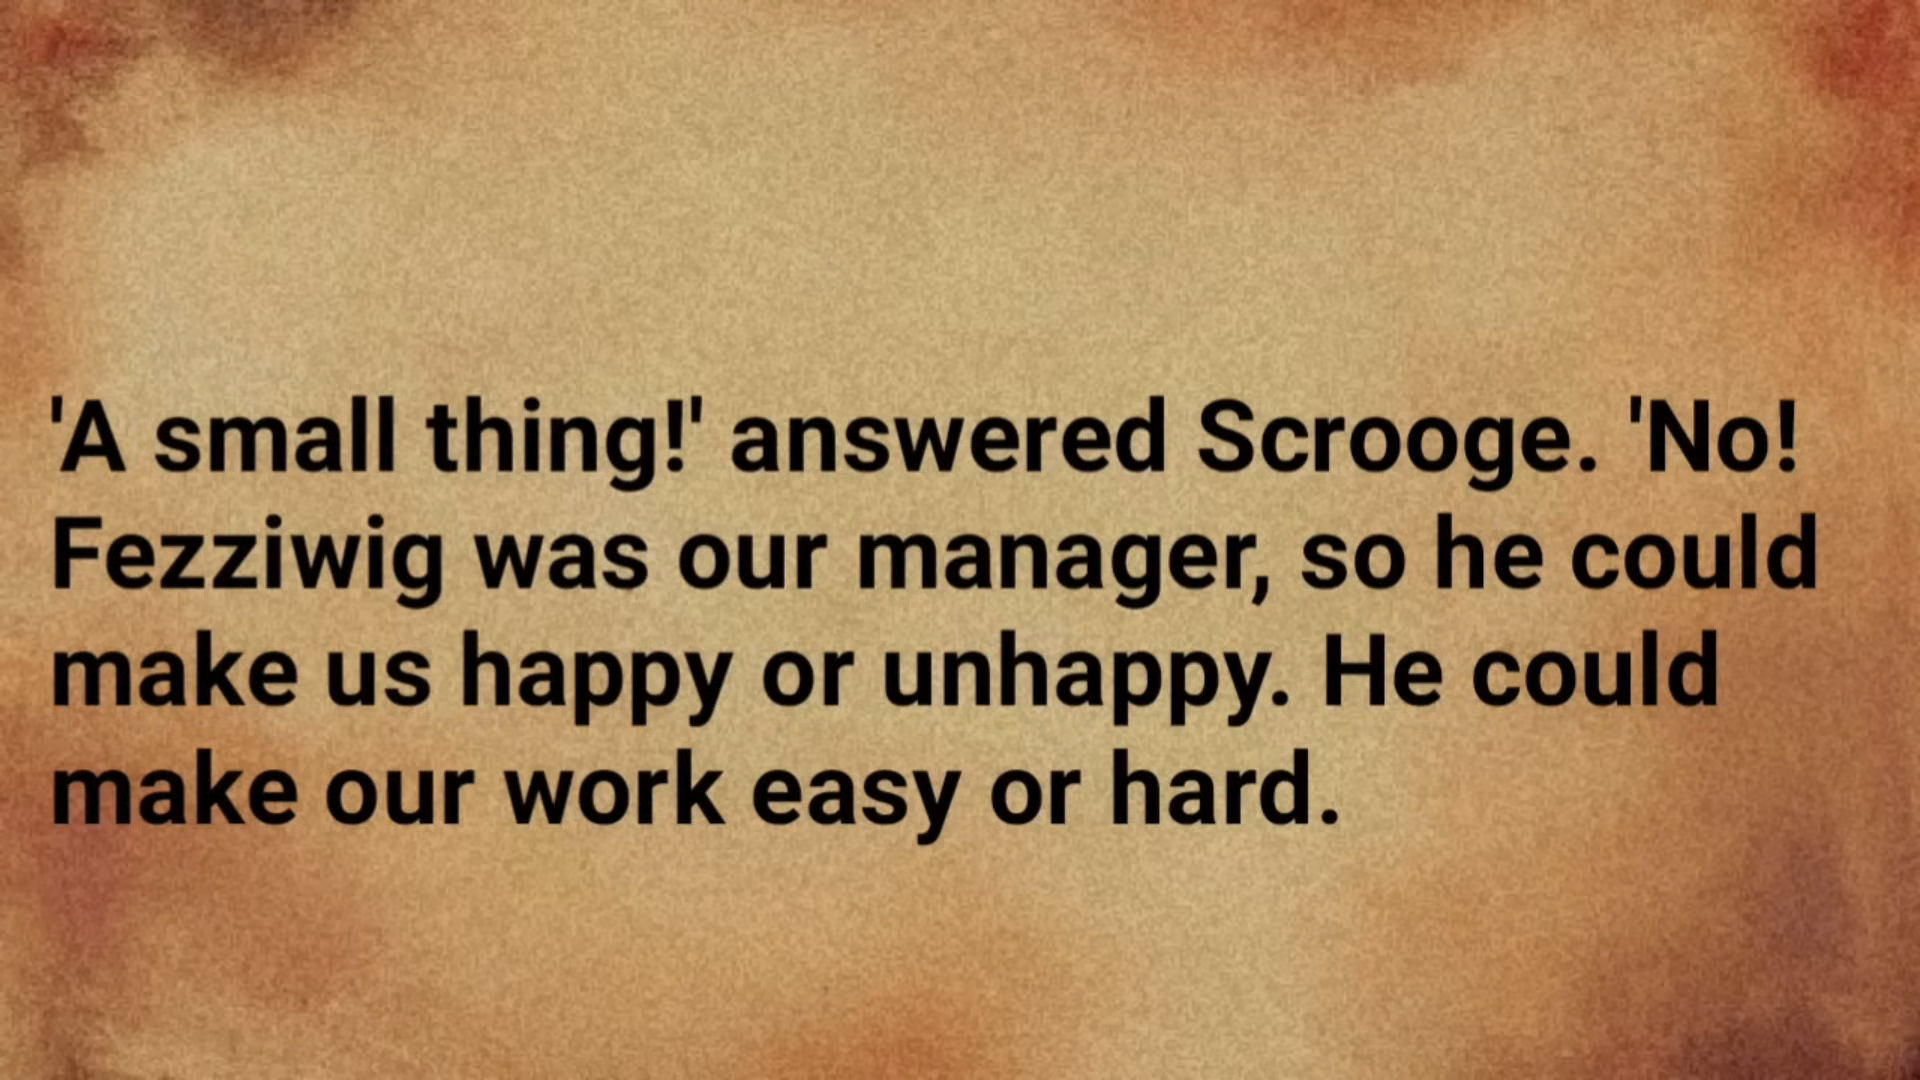 'A small thing!' answered Scrooge. 'No!
Fezziwig was our manager, so he could
make us happy or unhappy. He could
make our work easy or hard.